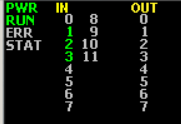 PWR IN OUT
RUN 0 8 0
ERR 1 9 1
STAT 2 10 2
3 11 3
4 4
5 5
6 6
7 7